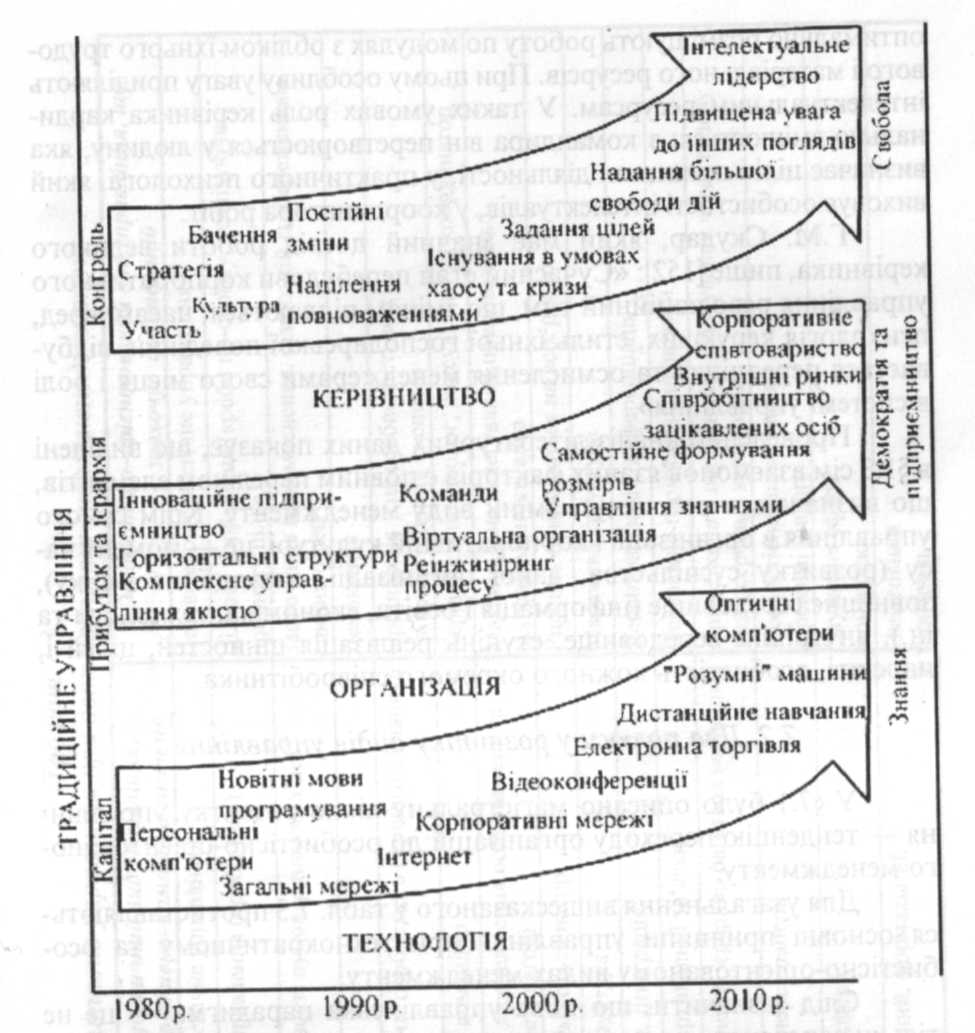 ТРАДИЦІЙНЕ УПРАВЛІННЯ
Контроль
Інтелектуальне
лідерство
Підвищена увага
до інших поглядів
Надання більшої
свободи дій
Задання цілей
Існування в умовах
хаосу та кризи
Постійні
зміни
Бачення
Стратегія
Наділення
повноваженнями
Культура
Участь
Свобода
КЕРІВНИЦТВО
Прибуток та ієрархія
Корпоративне
співтовариство
Внутрішні ринки
Співробітництво
зацікавлених осіб
Самостійне формування
розмірів
Управління знаннями
Команди
Віртуальна організація
Реінжиніринг
процесу
Інноваційне підпри-
ємництво
Горизонтальні структури
Комплексне управ-
ління якістю
Демократія та
підприємництво
ОРГАНІЗАЦІЯ
Капітал
Оптичні
комп'ютери
"Розумні" машини
Дистанційне навчання
Електронна торгівля
Відеоконференції
Корпоративні мережі
Новітні мови
програмування
Персональні
комп'ютери
Інтернет
Загальні мережі
Знання
ТЕХНОЛОГІЯ
1980р. 1990р. 2000р. 2010р.